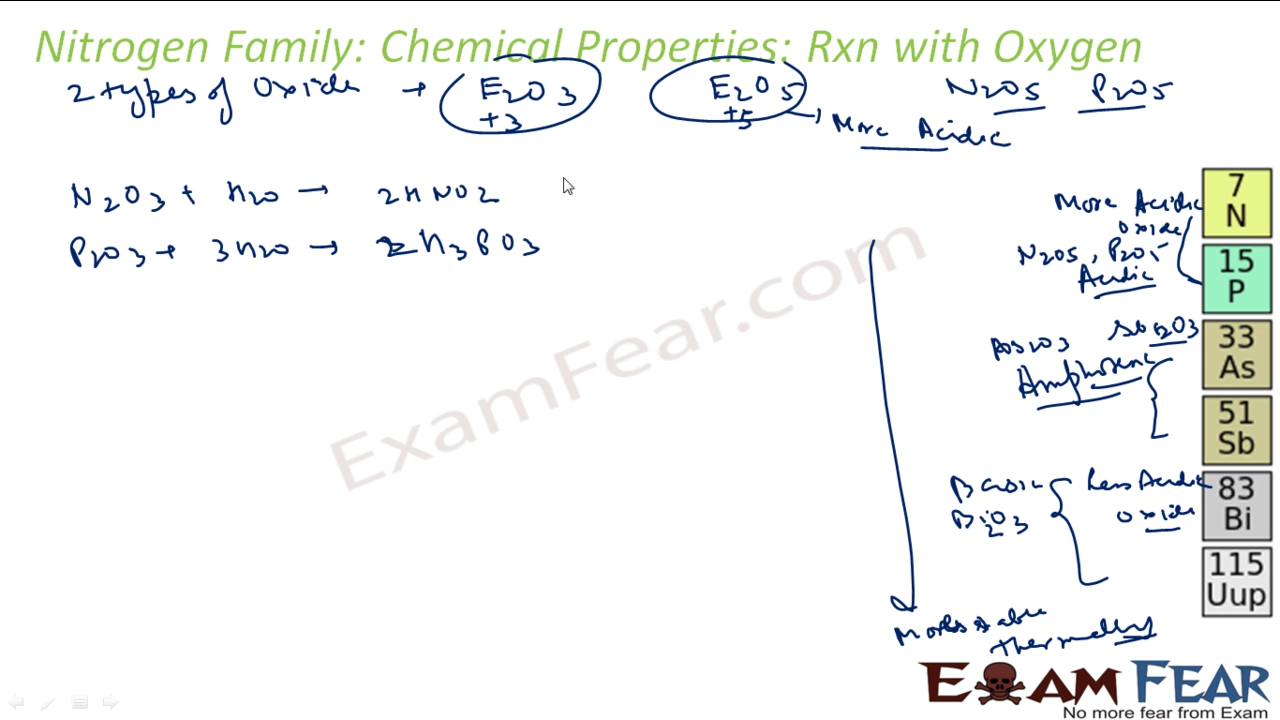 Nitrogen Family: Chemical Properties: Rxn with Oxygen
2 types of Oxide → E2O3 E2O5 N2O5 P2O5
+3 +5 → More Acidic
N2O3 + H2O → 2HNO2
P2O3 + 3H2O → 2H3PO3
More Acidic
oxide
N2O5, P2O5
Acidic
As2O3 Sb2O3
Amphoteric
Basic Less Acidic
Bi2O3 oxide
More stable
thermally
7
N
15
P
33
As
51
Sb
83
Bi
115
Uup
ExamFear.com
EXAM FEAR
No more fear from Exam